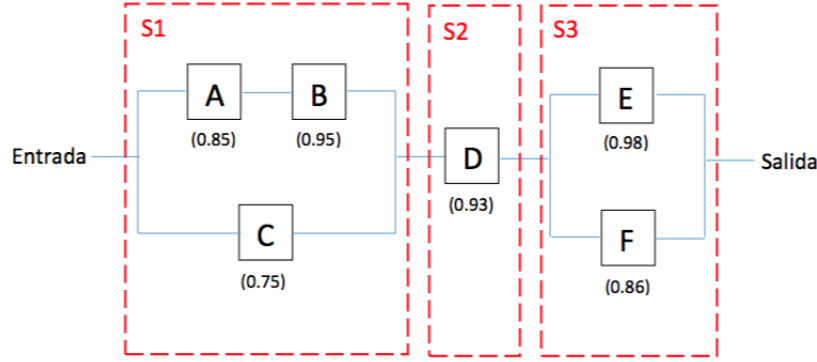 S1
S2
S3
A
B
E
(0.85)
(0.95)
(0.98)
Entrada
D
Salida
(0.93)
C
F
(0.75)
(0.86)